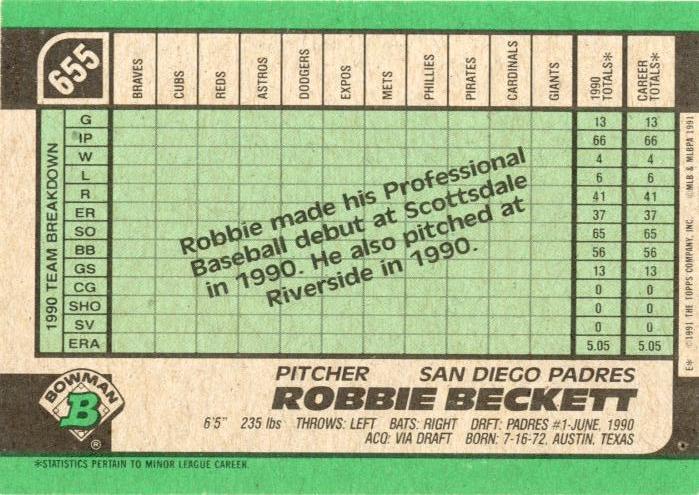 655
BRAVES CUBS REDS ASTROS DODGERS EXPOS METS PHILLIES PIRATES CARDINALS GIANTS 1990 TOTALS* CAREER TOTALS*
1990 TEAM BREAKDOWN
G 13 13
IP 66 66
W 4 4
L 6 6
R 41 41
ER 37 37
SO 65 65
BB 56 56
GS 13 13
CG 0 0
SHO 0 0
SV 0 0
ERA 5.05 5.05
Robbie made his Professional
Baseball debut at Scottsdale
in 1990. He also pitched at
Riverside in 1990.
E* ©1991 THE TOPPS COMPANY, INC. ©MLB & MLBPA 1991
BOWMAN
B
®
PITCHER SAN DIEGO PADRES
ROBBIE BECKETT
6'5" 235 lbs THROWS: LEFT BATS: RIGHT DRFT: PADRES #1-JUNE, 1990
ACQ: VIA DRAFT BORN: 7-16-72, AUSTIN, TEXAS
*STATISTICS PERTAIN TO MINOR LEAGUE CAREER.